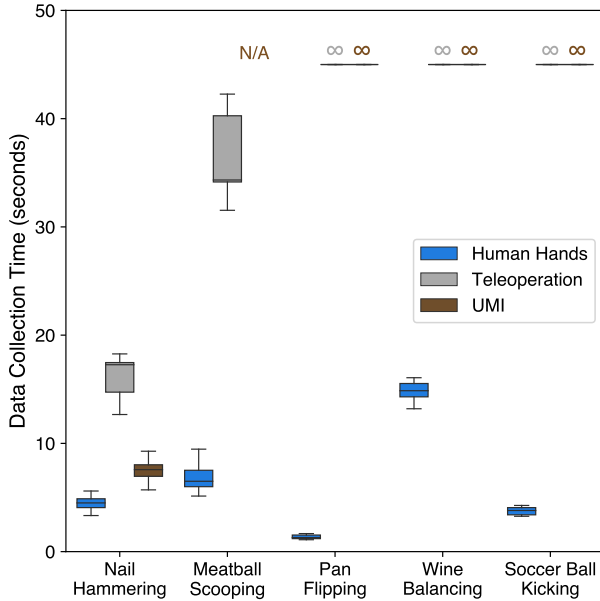 50
40
30
20
10
0
Data Collection Time (seconds)
N/A
∞ ∞
∞ ∞
∞ ∞
Human Hands
Teleoperation
UMI
Nail
Hammering
Meatball
Scooping
Pan
Flipping
Wine
Balancing
Soccer Ball
Kicking